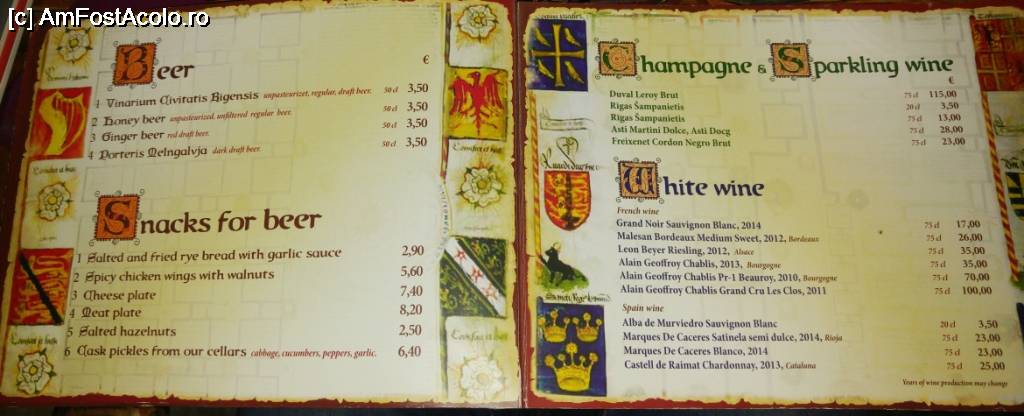 [c] AmFostAcolo.ro
Beer
€
1 Vinarium Civitatis Rigensis unpasteurizet, regular, draft beer. 50 cl 3,50
2 Honey beer unpasteurized, unfiltered regular beer. 50 cl 3,50
3 Ginger beer red draft beer. 50 cl 3,50
4 Porteris Melngalvja dark draft beer. 50 cl 3,50
Snacks for beer
1 Salted and fried rye bread with garlic sauce 2,90
2 Spicy chicken wings with walnuts 5,60
3 Cheese plate 7,40
4 Meat plate 8,20
5 Salted hazelnuts 2,50
6 Cask pickles from our cellars cabbage, cucumbers, peppers, garlic. 6,40
Champagne & Sparkling wine
€
Duval Leroy Brut 75 cl 115,00
Rigas Šampanietis 20 cl 3,50
Rigas Šampanietis 75 cl 13,00
Asti Martini Dolce, Asti Docg 75 cl 28,00
Freixenet Cordon Negro Brut 75 cl 23,00
White wine
French wine
Grand Noir Sauvignon Blanc, 2014 75 cl 17,00
Malesan Bordeaux Medium Sweet, 2012, Bordeaux 75 cl 26,00
Leon Beyer Riesling, 2012, Alsace 75 cl 35,00
Alain Geoffroy Chablis, 2013, Bourgogne 75 cl 35,00
Alain Geoffroy Chablis Pr-1 Beauroy, 2010, Bourgogne 75 cl 70,00
Alain Geoffroy Chablis Grand Cru Les Clos, 2011 75 cl 100,00
Spain wine
Alba de Murviedro Sauvignon Blanc 20 cl 3,50
Marques De Caceres Satinela semi dulce, 2014, Rioja 75 cl 23,00
Marques De Caceres Blanco, 2014 75 cl 23,00
Castell de Raimat Chardonnay, 2013, Cataluna 75 cl 25,00
Years of wine production may change